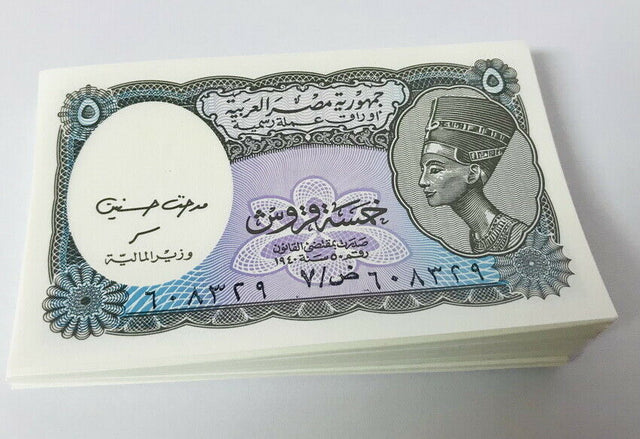 ٥
٥
جمهورية مصر العربية
أوراق عملة رسمية
خمسة قروش
صدرت بمقتضى القانون
رقم ٥٠ سنة ١٩٤٠
مدحت حسنين
وزير المالية
٦٠٨٣٢٩ ض/٧ ٦٠٨٣٢٩